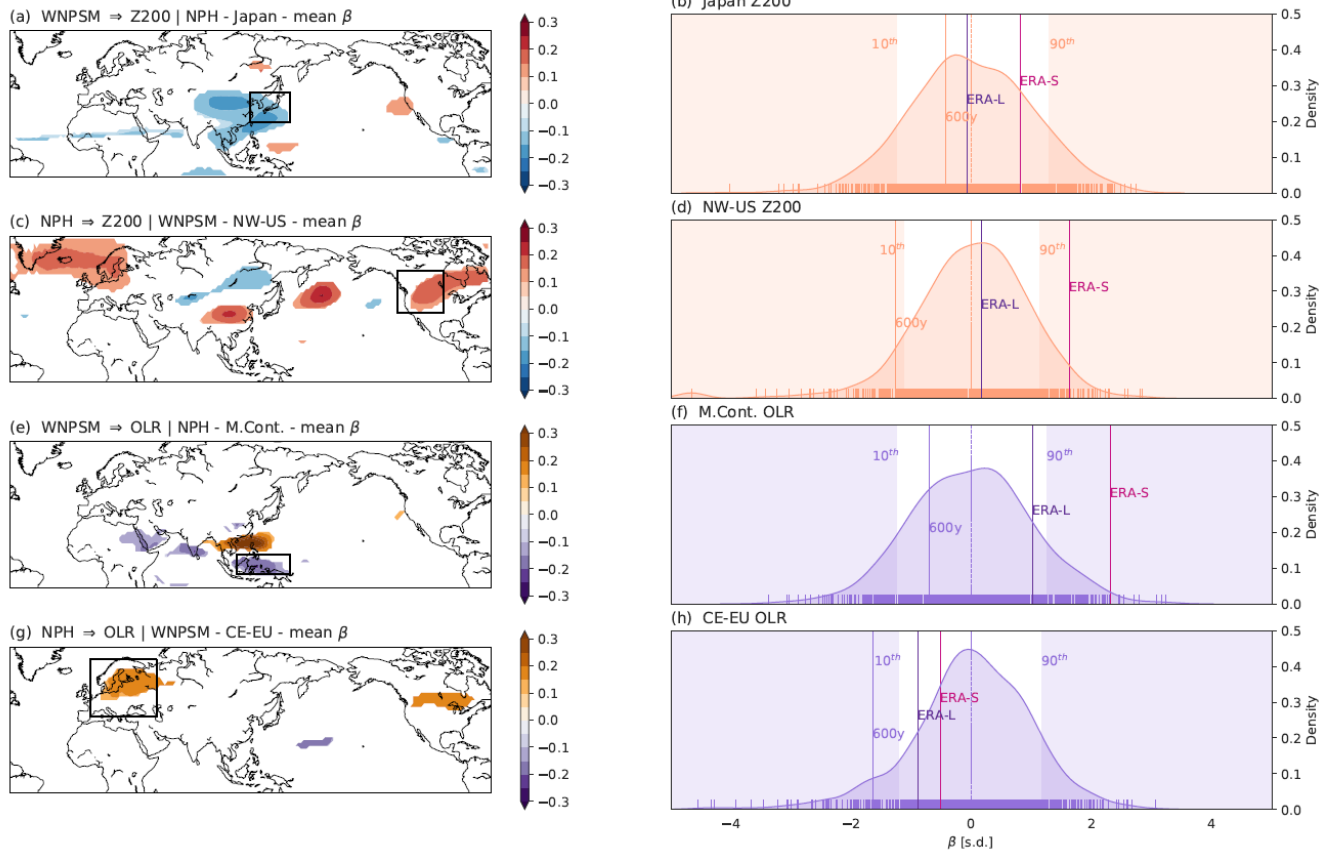 (a) WNPSM ⇒ Z200 | NPH - Japan - mean β
0.3
0.2
0.1
0.0
−0.1
−0.2
−0.3
(b) Japan Z200
10th
90th
ERA-S
ERA-L
600y
0.5
0.4
0.3
0.2
0.1
0.0
Density
(c) NPH ⇒ Z200 | WNPSM - NW-US - mean β
0.3
0.2
0.1
0.0
−0.1
−0.2
−0.3
(d) NW-US Z200
10th
90th
ERA-S
ERA-L
600y
0.5
0.4
0.3
0.2
0.1
0.0
Density
(e) WNPSM ⇒ OLR | NPH - M.Cont. - mean β
0.3
0.2
0.1
0.0
−0.1
−0.2
−0.3
(f) M.Cont. OLR
10th
90th
ERA-S
ERA-L
600y
0.5
0.4
0.3
0.2
0.1
0.0
Density
(g) NPH ⇒ OLR | WNPSM - CE-EU - mean β
0.3
0.2
0.1
0.0
−0.1
−0.2
−0.3
(h) CE-EU OLR
10th
90th
ERA-S
ERA-L
600y
0.5
0.4
0.3
0.2
0.1
0.0
Density
−4
−2
0
2
4
β [s.d.]